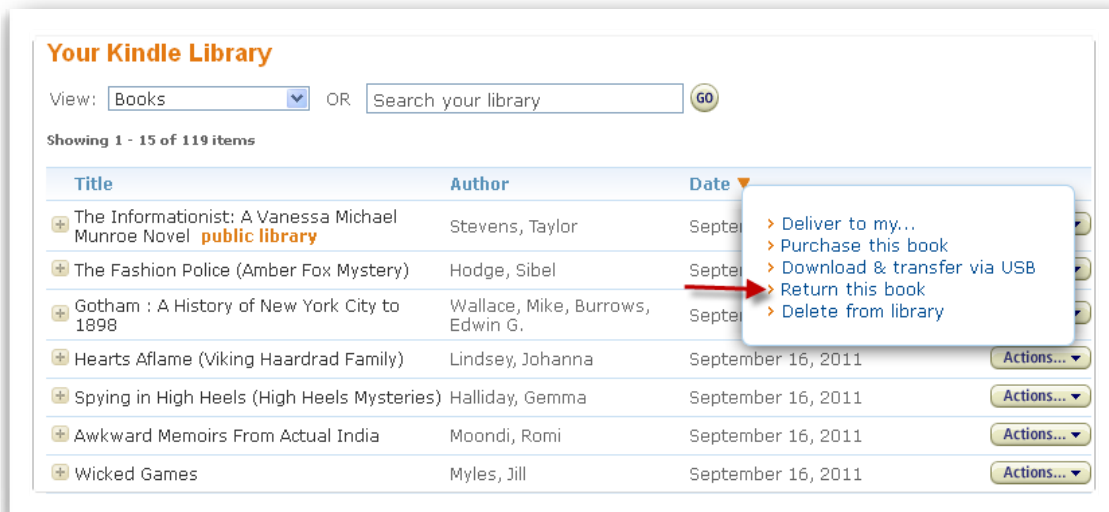 Your Kindle Library
View: Books OR Search your library GO
Showing 1 - 15 of 119 items
Title Author Date
The Informationist: A Vanessa Michael
Munroe Novel public library
Stevens, Taylor
> Deliver to my...
> Purchase this book
> Download & transfer via USB
> Return this book
> Delete from library
The Fashion Police (Amber Fox Mystery) Hodge, Sibel
Gotham : A History of New York City to
1898
Wallace, Mike, Burrows,
Edwin G.
Hearts Aflame (Viking Haardrad Family) Lindsey, Johanna September 16, 2011 Actions...
Spying in High Heels (High Heels Mysteries) Halliday, Gemma September 16, 2011 Actions...
Awkward Memoirs From Actual India Moondi, Romi September 16, 2011 Actions...
Wicked Games Myles, Jill September 16, 2011 Actions...